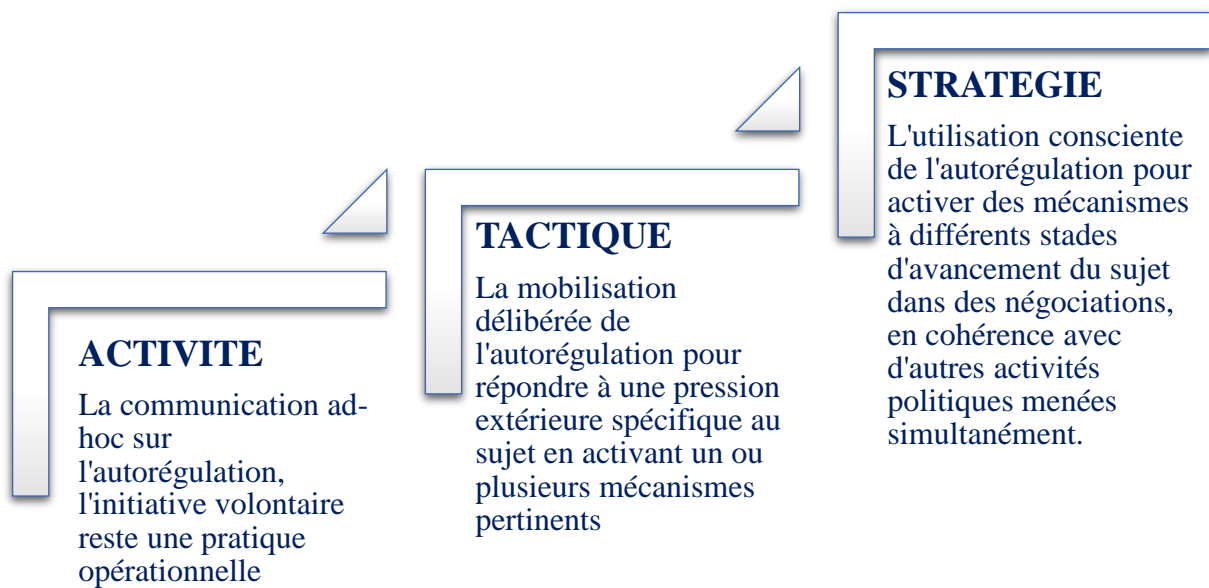 ACTIVITE
La communication ad-
hoc sur
l'autorégulation,
l'initiative volontaire
reste une pratique
opérationnelle
TACTIQUE
La mobilisation
délibérée de
l'autorégulation pour
répondre à une pression
extérieure spécifique au
sujet en activant un ou
plusieurs mécanismes
pertinents
STRATEGIE
L'utilisation consciente
de l'autorégulation pour
activer des mécanismes
à différents stades
d'avancement du sujet
dans des négociations,
en cohérence avec
d'autres activités
politiques menées
simultanément.